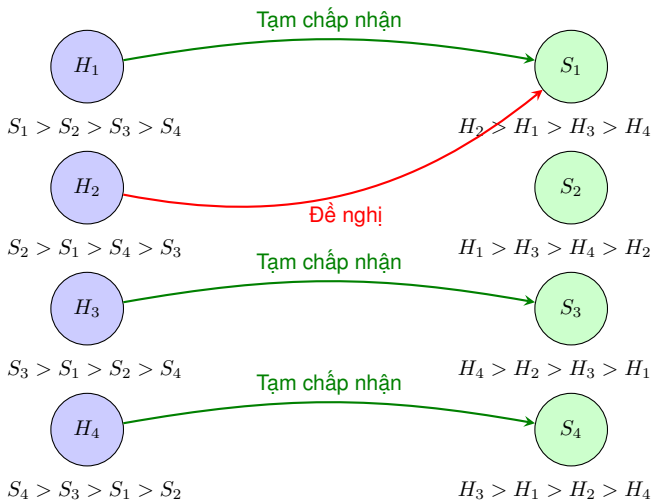 Tạm chấp nhận
H₁ S₁
S₁ > S₂ > S₃ > S₄ H₂ > H₁ > H₃ > H₄
H₂ S₂
Đề nghị
S₂ > S₁ > S₄ > S₃ H₁ > H₃ > H₄ > H₂
Tạm chấp nhận
H₃ S₃
S₃ > S₁ > S₂ > S₄ H₄ > H₂ > H₃ > H₁
Tạm chấp nhận
H₄ S₄
S₄ > S₃ > S₁ > S₂ H₃ > H₁ > H₂ > H₄